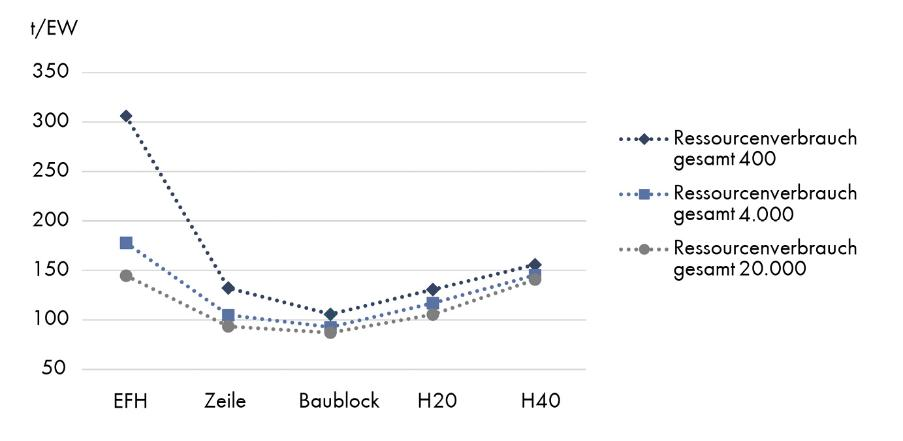 t/EW
350
300
250
200
150
100
50
EFH Zeile Baublock H20 H40
Ressourcenverbrauch
gesamt 400
Ressourcenverbrauch
gesamt 4.000
Ressourcenverbrauch
gesamt 20.000